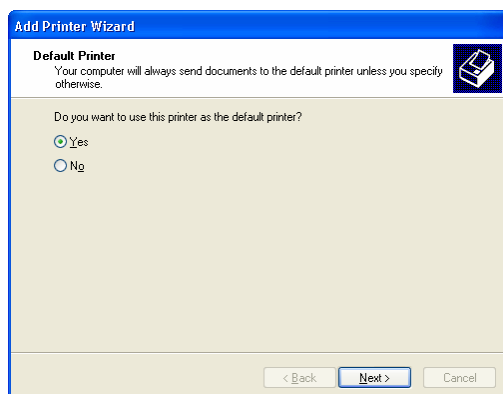 Add Printer Wizard
Default Printer
Your computer will always send documents to the default printer unless you specify
otherwise.
Do you want to use this printer as the default printer?
Yes
No
< Back
Next >
Cancel